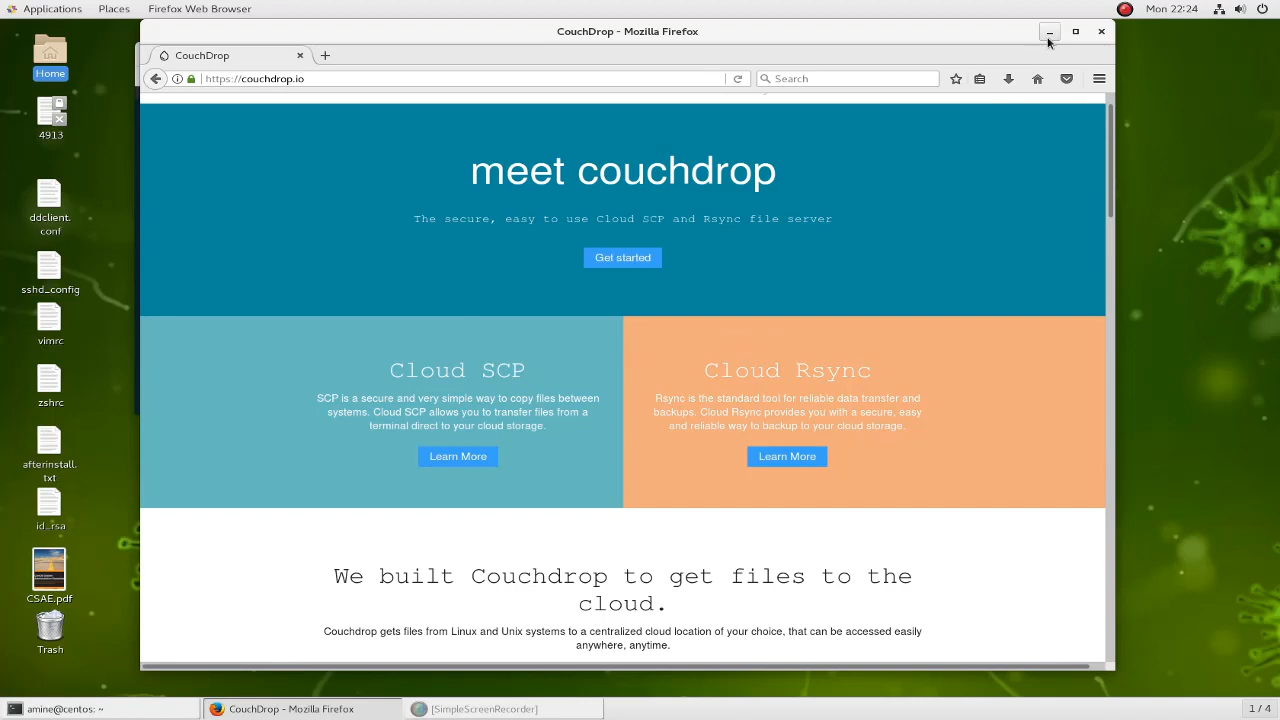 Applications Places Firefox Web Browser Mon 22:24
CouchDrop - Mozilla Firefox
CouchDrop
https://couchdrop.io Search
meet couchdrop
The secure, easy to use Cloud SCP and Rsync file server
Get started
Cloud SCP
SCP is a secure and very simple way to copy files between
systems. Cloud SCP allows you to transfer files from a
terminal direct to your cloud storage.
Learn More
Cloud Rsync
Rsync is the standard tool for reliable data transfer and
backups. Cloud Rsync provides you with a secure, easy
and reliable way to backup to your cloud storage.
Learn More
We built couchdrop to get files to the
cloud.
Couchdrop gets files from Linux and Unix systems to a centralized cloud location of your choice, that can be accessed easily
anywhere, anytime.
Home
4913
ddclient.
conf
sshd_config
vimrc
zshrc
afterinstall.
txt
id_rsa
CSAE.pdf
Trash
amine@centos: ~ CouchDrop - Mozilla Firefox [SimpleScreenRecorder] 1 / 4